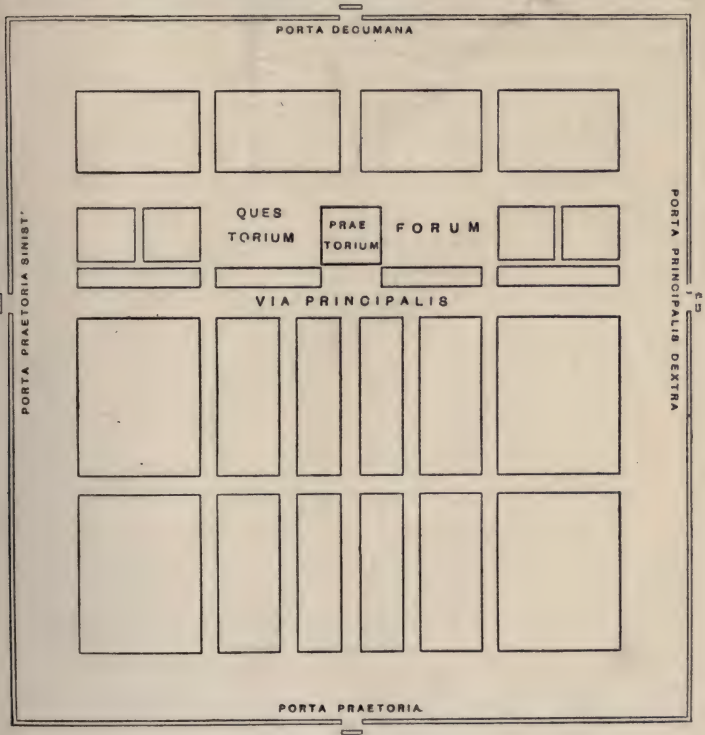 PORTA DECUMANA
PORTA PRAETORIA SINIST'
QUES
TORIUM
PRAE
TORIUM
FORUM
PORTA PRINCIPALIS DEXTRA
VIA PRINCIPALIS
PORTA PRAETORIA.